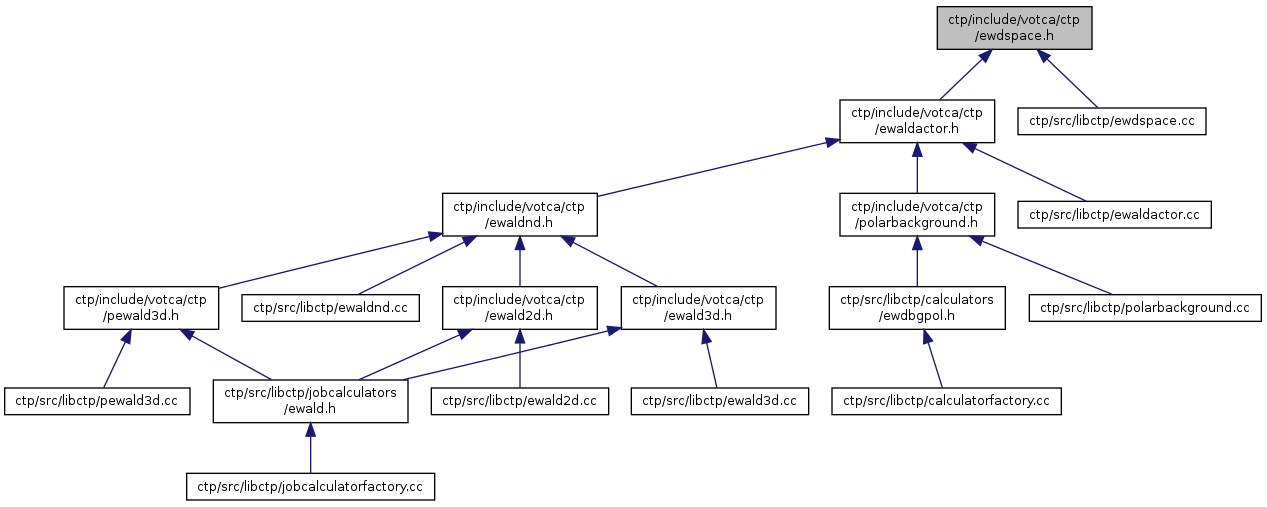 ctp/include/votca/ctp
/ewdspace.h
ctp/include/votca/ctp
/ewaldactor.h
ctp/src/libctp/ewdspace.cc
ctp/include/votca/ctp
/ewaldnd.h
ctp/include/votca/ctp
/polarbackground.h
ctp/src/libctp/ewaldactor.cc
ctp/include/votca/ctp
/pewald3d.h
ctp/src/libctp/ewaldnd.cc
ctp/include/votca/ctp
/ewald2d.h
ctp/include/votca/ctp
/ewald3d.h
ctp/src/libctp/calculators
/ewdbgpol.h
ctp/src/libctp/polarbackground.cc
ctp/src/libctp/pewald3d.cc
ctp/src/libctp/jobcalculators
/ewald.h
ctp/src/libctp/ewald2d.cc
ctp/src/libctp/ewald3d.cc
ctp/src/libctp/calculatorfactory.cc
ctp/src/libctp/jobcalculatorfactory.cc